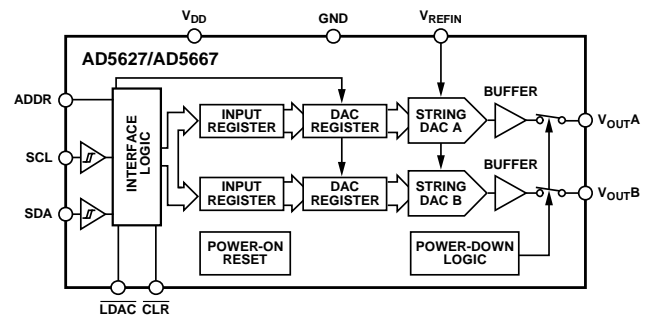 VDD
GND
VREFIN
AD5627/AD5667
ADDR
SCL
SDA
INTERFACE
LOGIC
INPUT
REGISTER
DAC
REGISTER
STRING
DAC A
BUFFER
VOUTA
INPUT
REGISTER
DAC
REGISTER
STRING
DAC B
BUFFER
VOUTB
POWER-ON
RESET
POWER-DOWN
LOGIC
LDAC
CLR